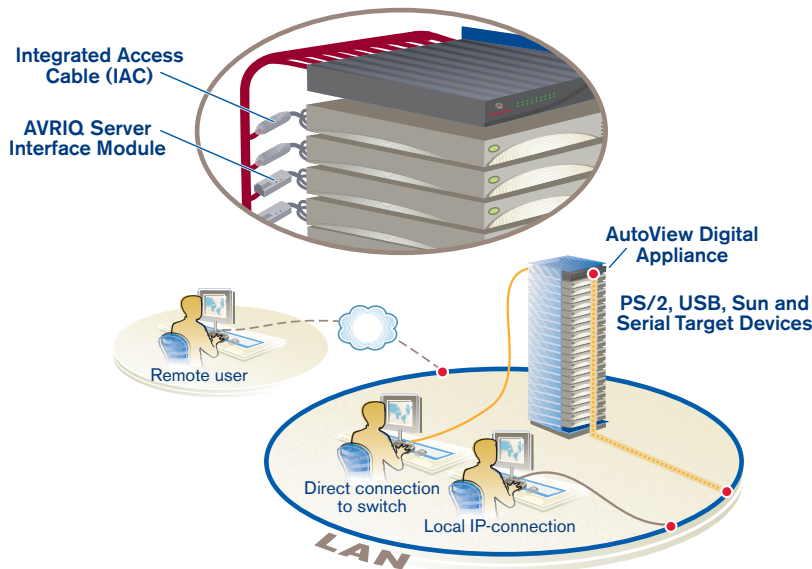 Integrated Access
Cable (IAC)
AVRIQ Server
Interface Module
AutoView Digital
Appliance
PS/2, USB, Sun and
Serial Target Devices
Remote user
Direct connection
to switch
Local IP-connection
LAN